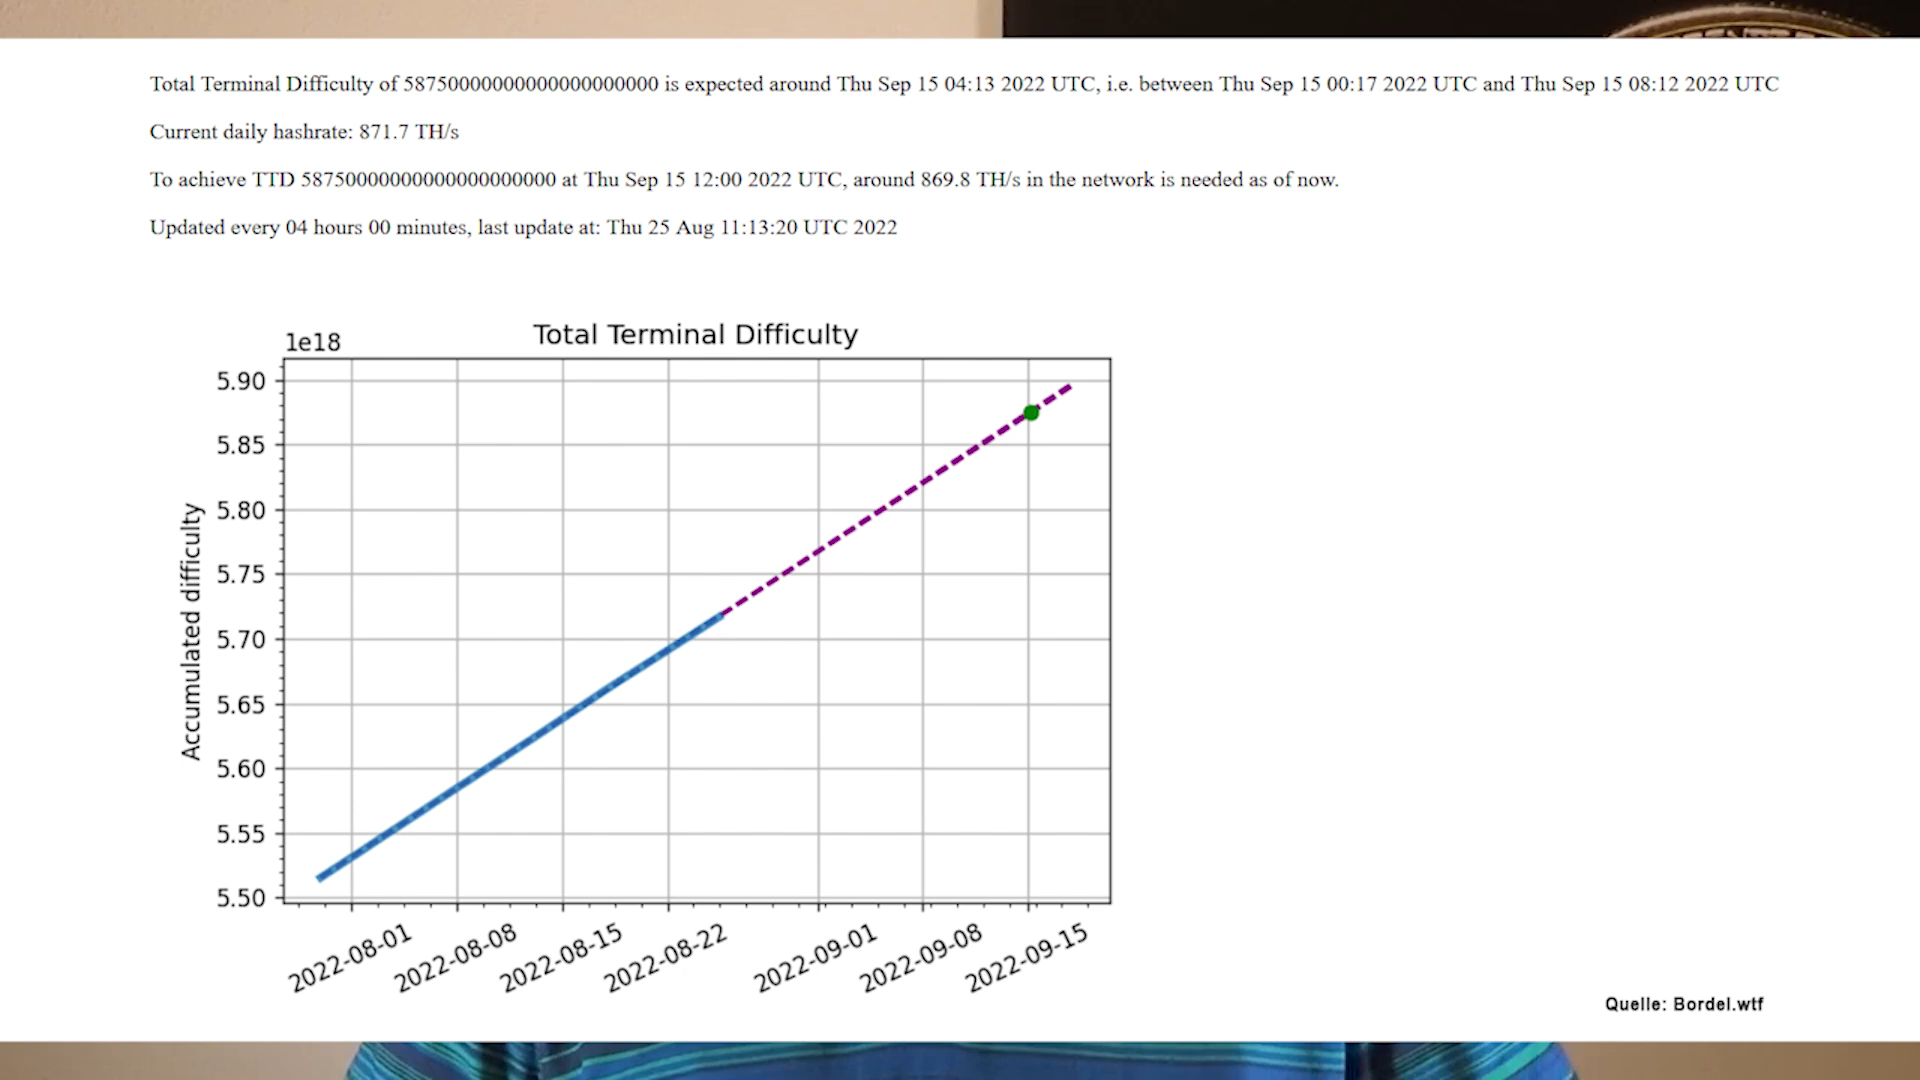 Total Terminal Difficulty of 58750000000000000000000 is expected around Thu Sep 15 04:13 2022 UTC, i.e. between Thu Sep 15 00:17 2022 UTC and Thu Sep 15 08:12 2022 UTC
Current daily hashrate: 871.7 TH/s
To achieve TTD 58750000000000000000000 at Thu Sep 15 12:00 2022 UTC, around 869.8 TH/s in the network is needed as of now.
Updated every 04 hours 00 minutes, last update at: Thu 25 Aug 11:13:20 UTC 2022
Total Terminal Difficulty
1e18
5.90
5.85
5.80
5.75
5.70
5.65
5.60
5.55
5.50
Accumulated difficulty
2022-08-01
2022-08-08
2022-08-15
2022-08-22
2022-09-01
2022-09-08
2022-09-15
Quelle: Bordel.wtf